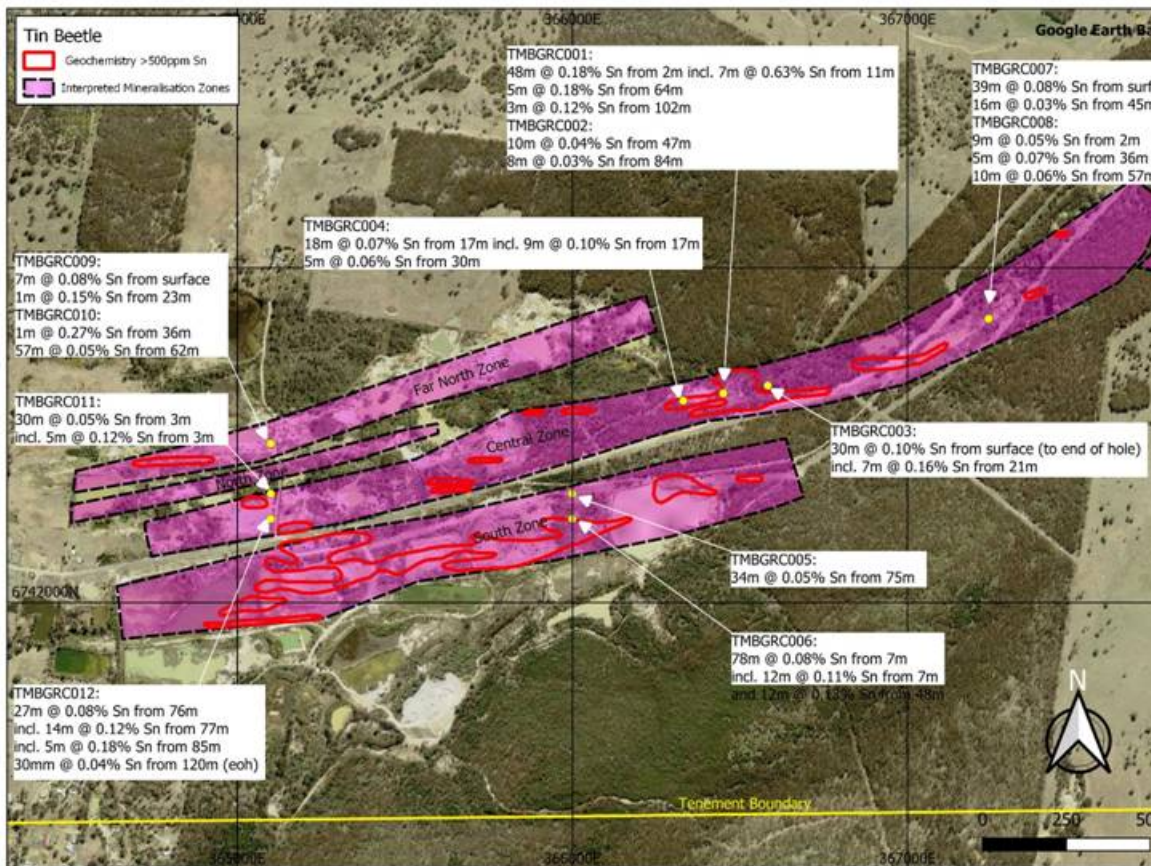 366000E
367000E
Google Earth
Tin Beetle
Geochemistry >500ppm Sn
Interpreted Mineralisation Zones
TMBGRC001:
48m @ 0.18% Sn from 2m incl. 7m @ 0.63% Sn from 11m
5m @ 0.18% Sn from 64m
3m @ 0.12% Sn from 102m
TMBGRC002:
10m @ 0.04% Sn from 47m
8m @ 0.03% Sn from 84m
TMBGRC007:
39m @ 0.08% Sn from
16m @ 0.03% Sn from 45m
TMBGRC008:
9m @ 0.05% Sn from 2m
5m @ 0.07% Sn from 36m
10m @ 0.06% Sn from 57m
TMBGRC004:
18m @ 0.07% Sn from 17m incl. 9m @ 0.10% Sn from 17m
5m @ 0.06% Sn from 30m
TMBGRC009:
7m @ 0.08% Sn from surface
1m @ 0.15% Sn from 23m
TMBGRC010:
1m @ 0.27% Sn from 36m
57m @ 0.05% Sn from 62m
Far North Zone
TMBGRC011:
30m @ 0.05% Sn from 3m
incl. 5m @ 0.12% Sn from 3m
Central Zone
TMBGRC003:
30m @ 0.10% Sn from surface (to end of hole)
incl. 7m @ 0.16% Sn from 21m
North Zone
South Zone
TMBGRC005:
34m @ 0.05% Sn from 75m
6742000N
TMBGRC006:
78m @ 0.08% Sn from 7m
incl. 12m @ 0.11% Sn from 7m
and 12m @ 0.13% Sn from 48m
TMBGRC012:
27m @ 0.08% Sn from 76m
incl. 14m @ 0.12% Sn from 77m
incl. 5m @ 0.18% Sn from 85m
30mm @ 0.04% Sn from 120m (eoh)
N
Tenement Boundary
0 250
365000E
366000E
367000E